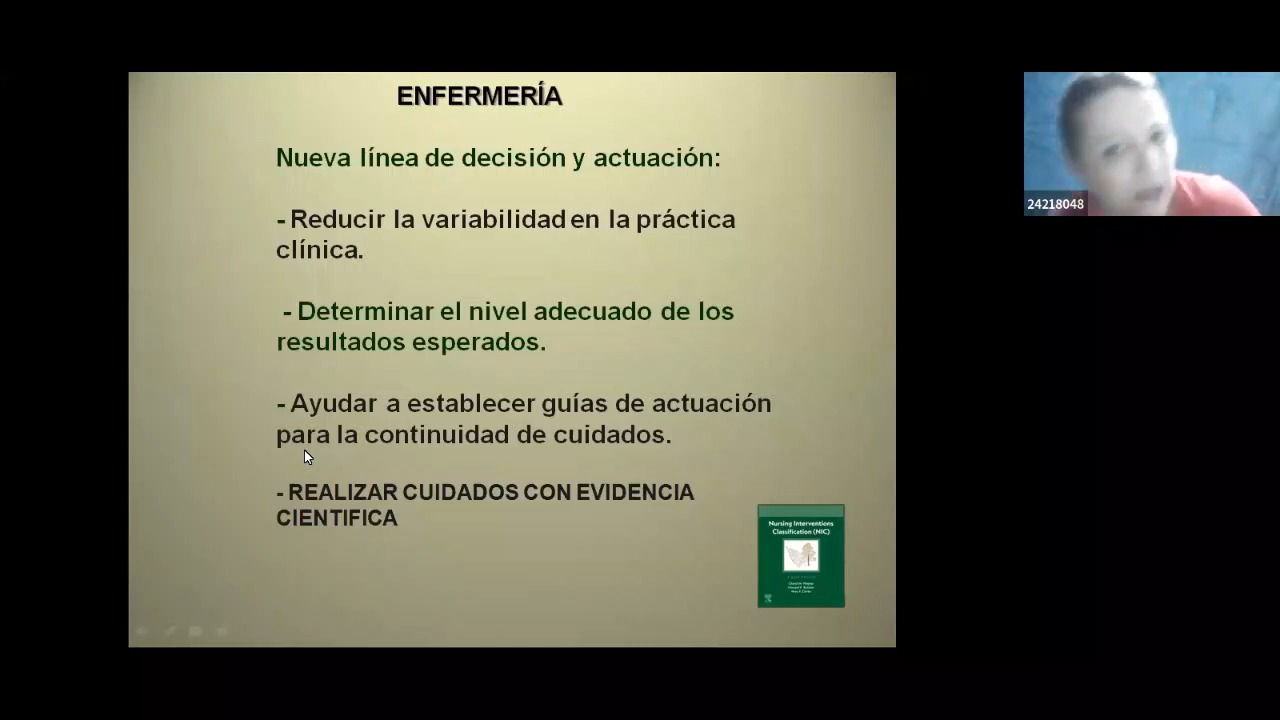 ENFERMERÍA
Nueva línea de decisión y actuación:
- Reducir la variabilidad en la práctica
clínica.
- Determinar el nivel adecuado de los
resultados esperados.
- Ayudar a establecer guías de actuación
para la continuidad de cuidados.
- REALIZAR CUIDADOS CON EVIDENCIA
CIENTIFICA
Nursing Interventions
Classification (NIC)
24218048